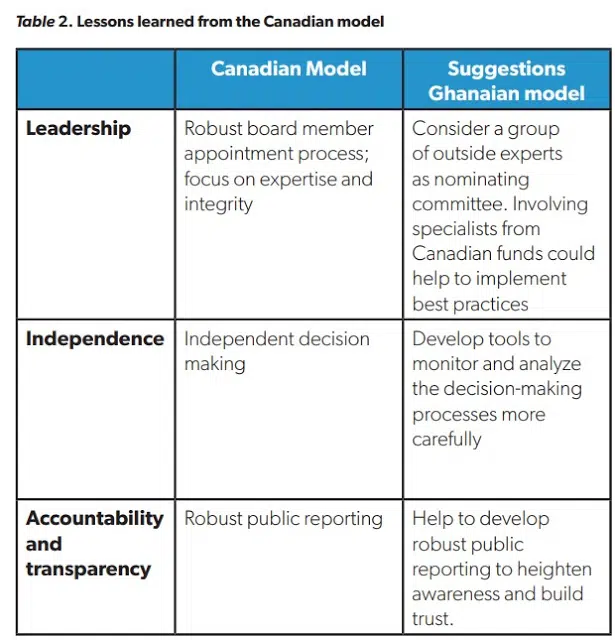 Table 2. Lessons learned from the Canadian model
Canadian Model
Suggestions
Ghanaian model
Leadership
Robust board member
appointment process;
focus on expertise and
integrity
Consider a group
of outside experts
as nominating
committee. Involving
specialists from
Canadian funds could
help to implement
best practices
Independence
Independent decision
making
Develop tools to
monitor and analyze
the decision-making
processes more
carefully
Accountability
and
transparency
Robust public reporting
Help to develop
robust public
reporting to heighten
awareness and build
trust.